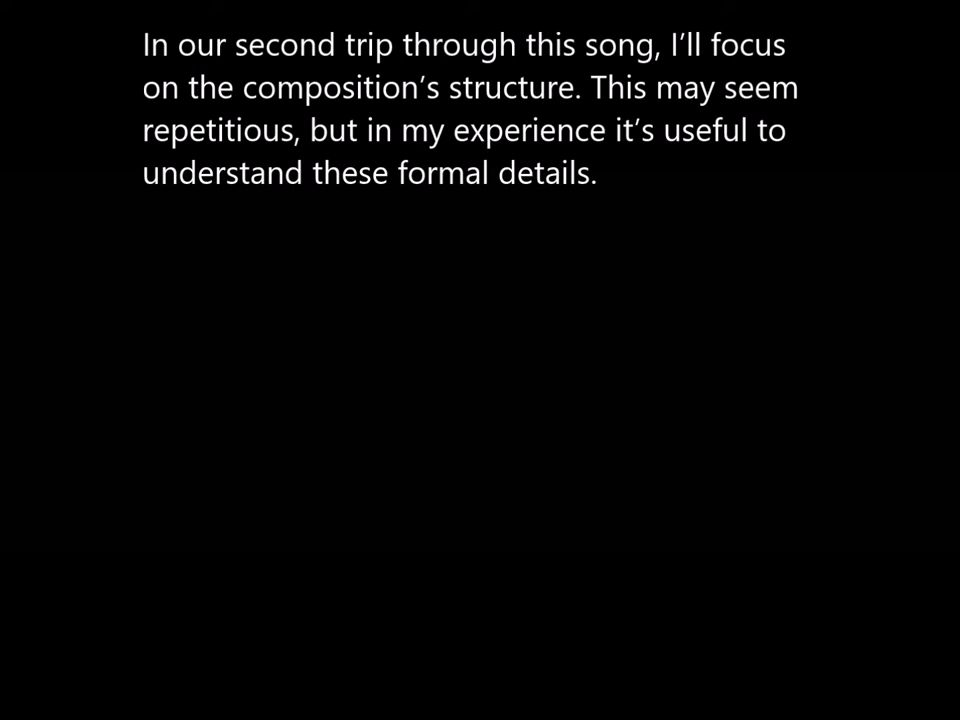 In our second trip through this song, I’ll focus
on the composition’s structure. This may seem
repetitious, but in my experience it’s useful to
understand these formal details.